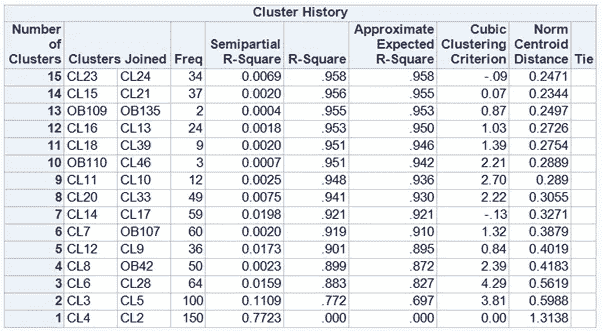 Cluster History
Number of Clusters Clusters Joined Freq Semipartial R-Square R-Square Approximate Expected R-Square Cubic Clustering Criterion Norm Centroid Distance Tie
15 CL23 CL24 34 0.0069 .958 .958 -.09 0.2471
14 CL15 CL21 37 0.0020 .956 .955 0.07 0.2344
13 OB109 OB135 2 0.0004 .955 .953 0.87 0.2497
12 CL16 CL13 24 0.0018 .953 .950 1.03 0.2726
11 CL18 CL39 9 0.0020 .951 .946 1.39 0.2754
10 OB110 CL46 3 0.0007 .951 .942 2.21 0.2889
9 CL11 CL10 12 0.0025 .948 .936 2.70 0.289
8 CL20 CL33 49 0.0075 .941 .930 2.22 0.3055
7 CL14 CL17 59 0.0198 .921 .921 -.13 0.3271
6 CL7 OB107 60 0.0020 .919 .910 1.32 0.3879
5 CL12 CL9 36 0.0173 .901 .895 0.84 0.4019
4 CL8 OB42 50 0.0023 .899 .872 2.39 0.4183
3 CL6 CL28 64 0.0159 .883 .827 4.29 0.5619
2 CL3 CL5 100 0.1109 .772 .697 3.81 0.5988
1 CL4 CL2 150 0.7723 .000 .000 0.00 1.3138